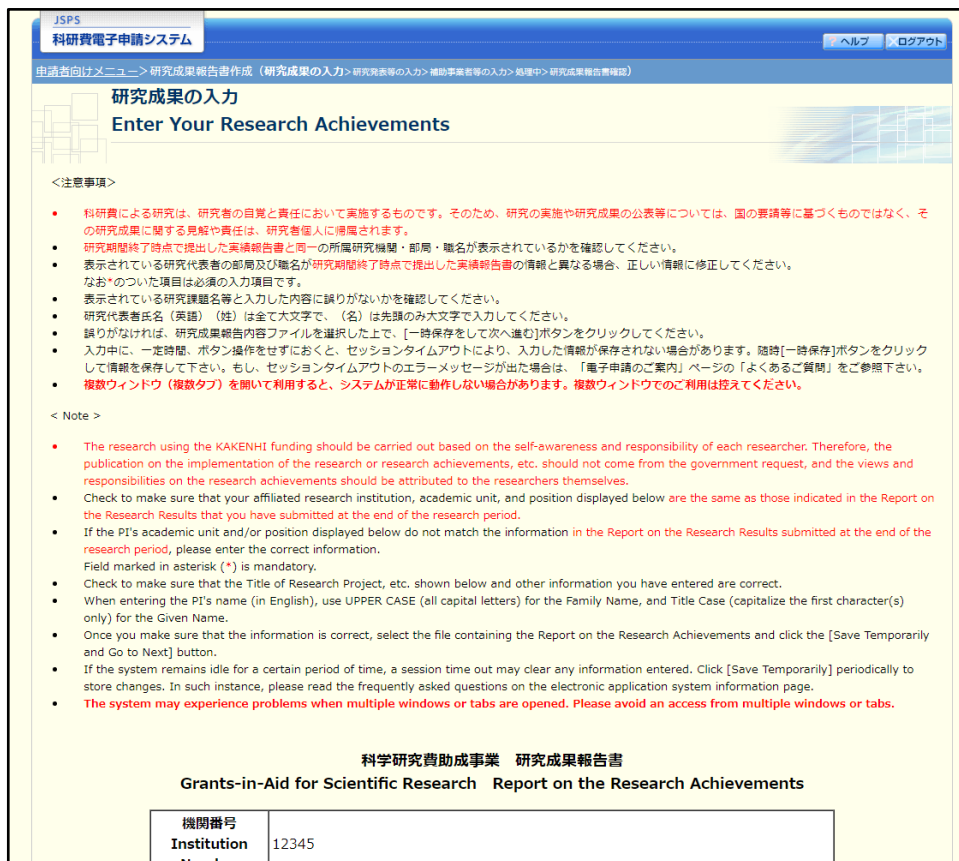 JSPS
科研費電子申請システム
ヘルプ
ログアウト
申請者向けメニュー>研究成果報告書作成（研究成果の入力>研究発表等の入力>補助事業者等の入力>処理中>研究成果報告書確認）
研究成果の入力
Enter Your Research Achievements
<注意事項>
• 科研費による研究は、研究者の自覚と責任において実施するものです。そのため、研究の実施や研究成果の公表等については、国の要請等に基づくものではなく、そ
の研究成果に関する見解や責任は、研究者個人に帰属されます。
• 研究期間終了時点で提出した実績報告書と同一の所属研究機関・部局・職名が表示されているかを確認してください。
• 表示されている研究代表者の部局及び職名が研究期間終了時点で提出した実績報告書の情報と異なる場合、正しい情報に修正してください。
なお*のついた項目は必須の入力項目です。
• 表示されている研究課題名等と入力した内容に誤りがないかを確認してください。
• 研究代表者氏名（英語）（姓）は全て大文字で、（名）は先頭のみ大文字で入力してください。
• 誤りがなければ、研究成果報告内容ファイルを選択した上で、[一時保存をして次へ進む]ボタンをクリックしてください。
• 入力中に、一定時間、ボタン操作をせずにおくと、セッションタイムアウトにより、入力した情報が保存されない場合があります。随時[一時保存]ボタンをクリック
して情報を保存して下さい。もし、セッションタイムアウトのエラーメッセージが出た場合は、「電子申請のご案内」ページの「よくあるご質問」をご参照下さい。
• 複数ウィンドウ（複数タブ）を開いて利用すると、システムが正常に動作しない場合があります。複数ウィンドウでのご利用は控えてください。
< Note >
• The research using the KAKENHI funding should be carried out based on the self-awareness and responsibility of each researcher. Therefore, the
publication on the implementation of the research or research achievements, etc. should not come from the government request, and the views and
responsibilities on the research achievements should be attributed to the researchers themselves.
• Check to make sure that your affiliated research institution, academic unit, and position displayed below are the same as those indicated in the Report on
the Research Results that you have submitted at the end of the research period.
• If the PI's academic unit and/or position displayed below do not match the information in the Report on the Research Results submitted at the end of the
research period, please enter the correct information.
Field marked in asterisk (*) is mandatory.
• Check to make sure that the Title of Research Project, etc. shown below and other information you have entered are correct.
• When entering the PI's name (in English), use UPPER CASE (all capital letters) for the Family Name, and Title Case (capitalize the first character(s)
only) for the Given Name.
• Once you make sure that the information is correct, select the file containing the Report on the Research Achievements and click the [Save Temporarily
and Go to Next] button.
• If the system remains idle for a certain period of time, a session time out may clear any information entered. Click [Save Temporarily] periodically to
store changes. In such instance, please read the frequently asked questions on the electronic application system information page.
• The system may experience problems when multiple windows or tabs are opened. Please avoid an access from multiple windows or tabs.
科学研究費助成事業　研究成果報告書
Grants-in-Aid for Scientific Research　Report on the Research Achievements
機関番号
Institution
12345